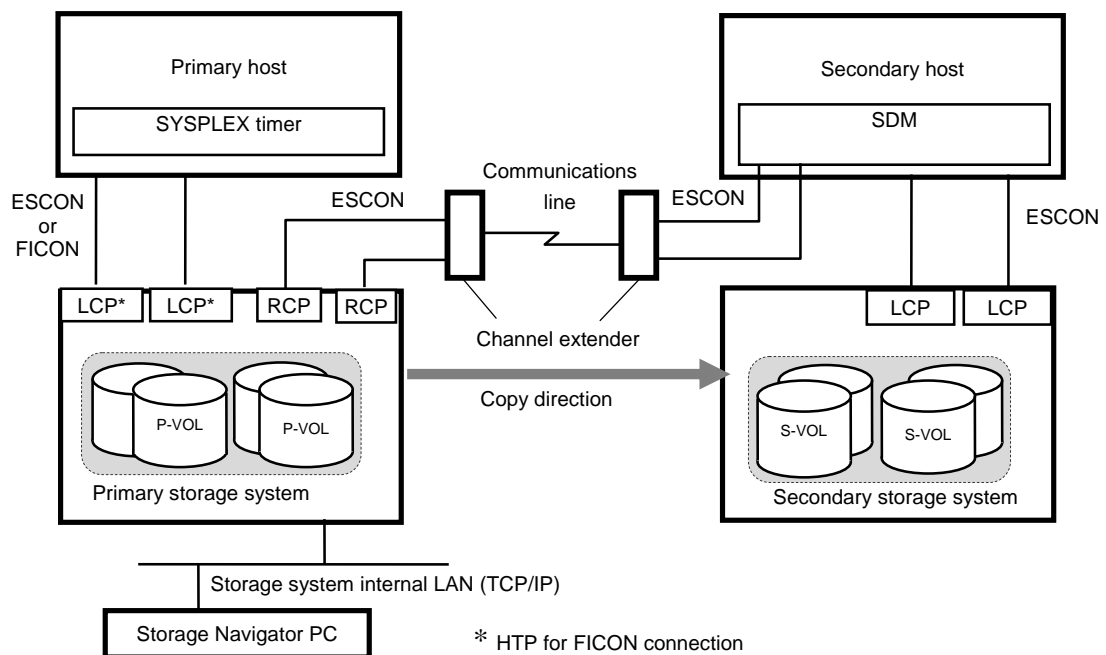 Primary host
SYSPLEX timer
Secondary host
SDM
ESCON
or
FICON
ESCON
Communications
line
ESCON
ESCON
LCP*
LCP*
RCP
RCP
LCP
LCP
Channel extender
Copy direction
P-VOL
P-VOL
S-VOL
S-VOL
Primary storage system
Secondary storage system
Storage system internal LAN (TCP/IP)
Storage Navigator PC
* HTP for FICON connection